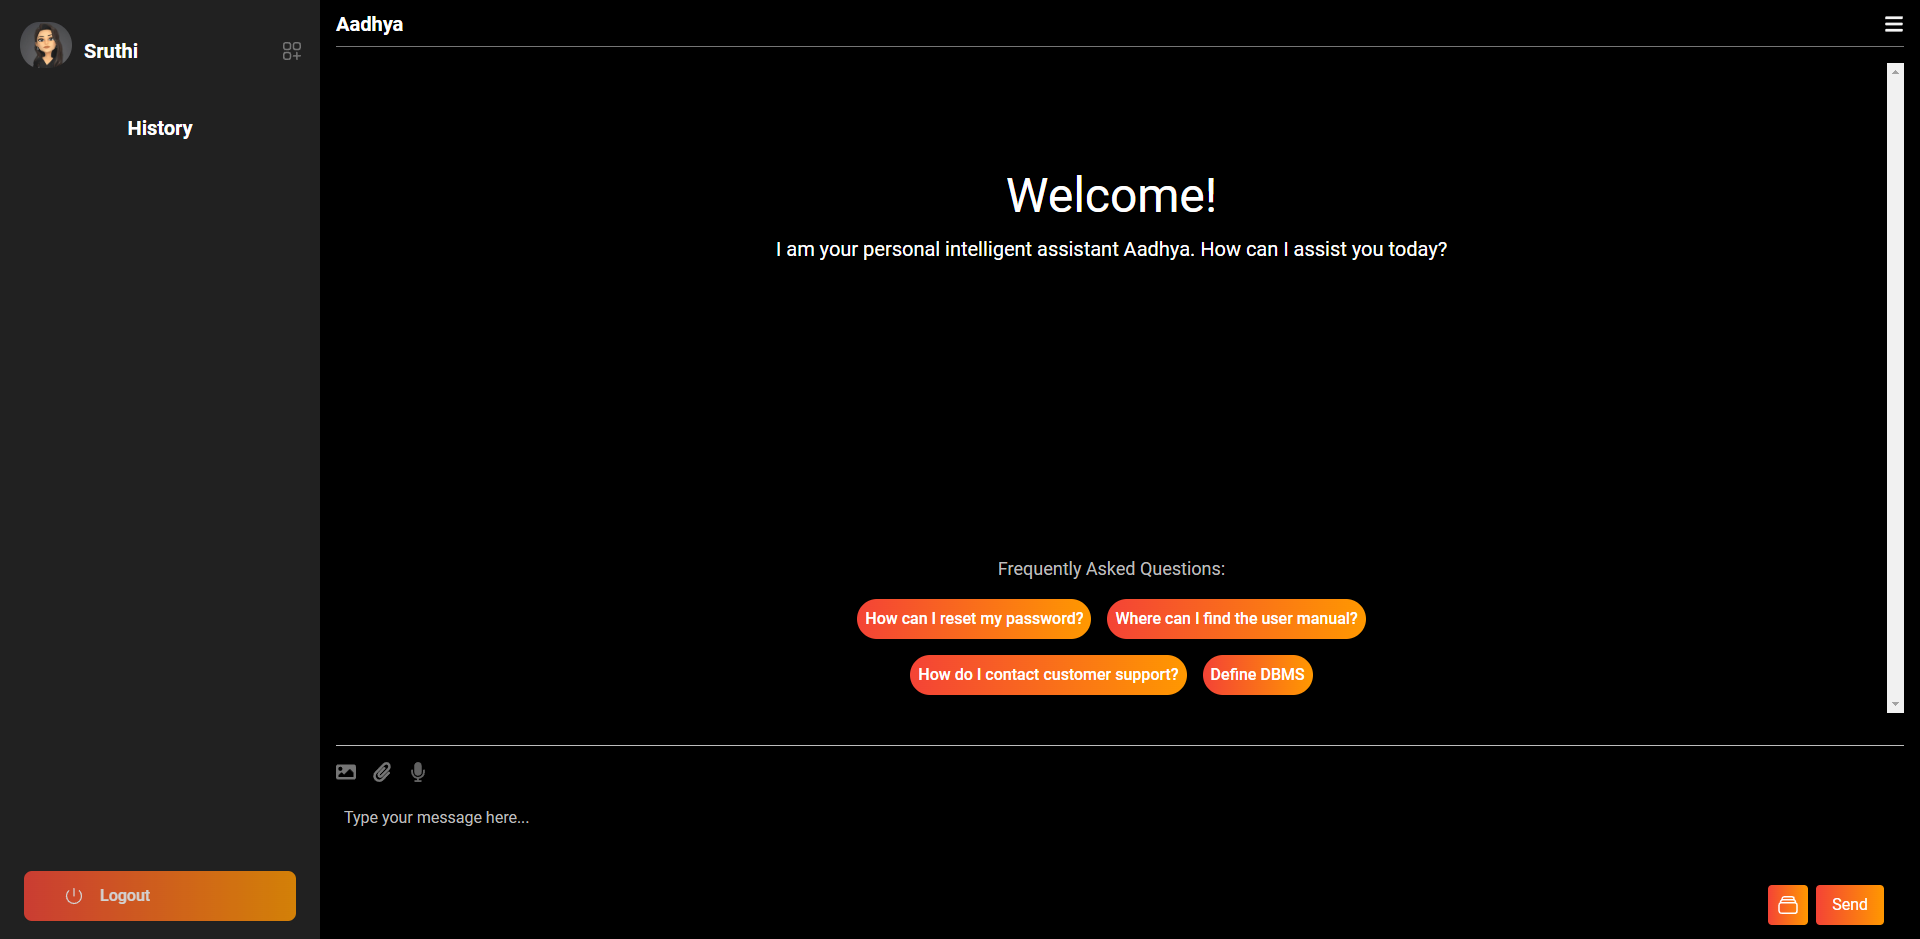 Sruthi
History
Logout
Aadhya
Welcome!
I am your personal intelligent assistant Aadhya. How can I assist you today?
Frequently Asked Questions:
How can I reset my password?
Where can I find the user manual?
How do I contact customer support?
Define DBMS
Type your message here...
Send